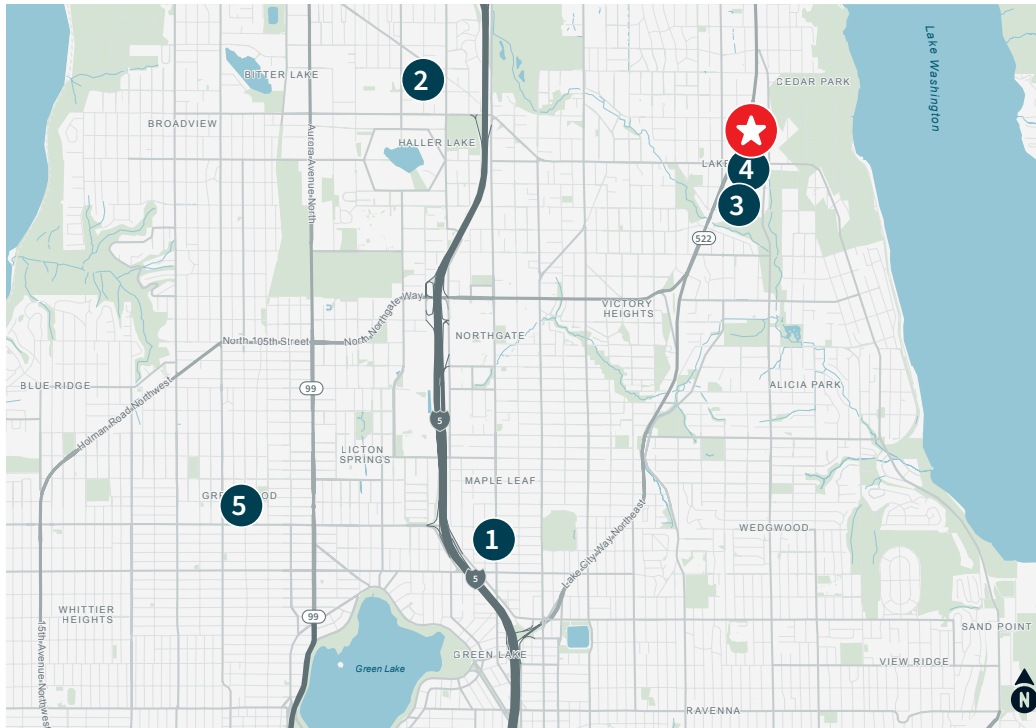 Lake Washington
BITTER LAKE
2
CEDAR PARK
BROADVIEW
Aurora Avenue North
HALLER LAKE
LAKE
4
3
522
North Northgate Way
VICTORY
HEIGHTS
North 105th Street
NORTHGATE
BLUE RIDGE
99
ALICIA PARK
Holman Road Northwest
5
LICTON
SPRINGS
MAPLE LEAF
5
1
WEDGWOOD
Lake City Way Northeast
5
WHITTIER
HEIGHTS
99
15th Avenue Northwest
SAND POINT
Green Lake
GREEN LAKE
VIEW RIDGE
N
RAVENNA